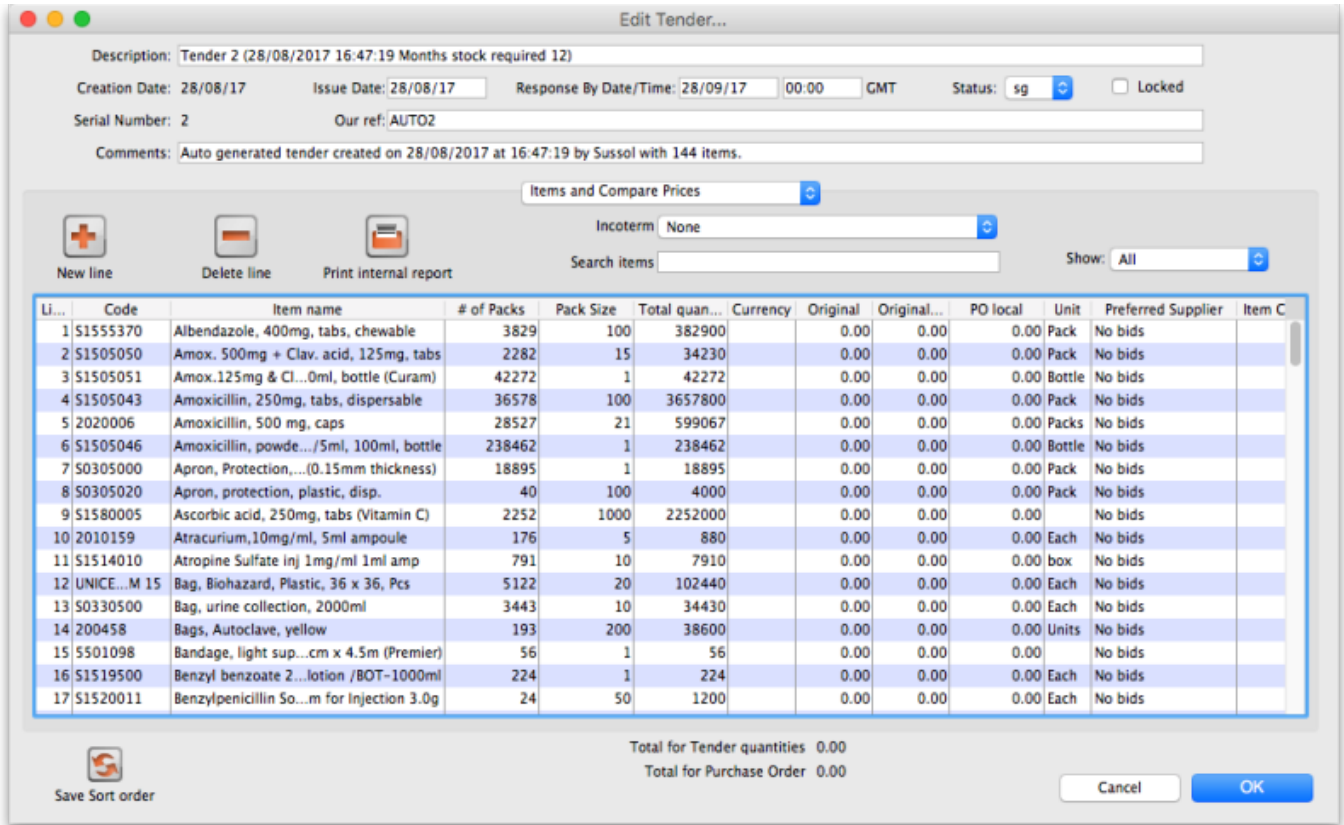 Edit Tender...
Description: Tender 2 (28/08/2017 16:47:19 Months stock required 12)
Creation Date: 28/08/17 Issue Date: 28/08/17 Response By Date/Time: 28/09/17 00:00 GMT Status: sg Locked
Serial Number: 2 Our ref: AUTO2
Comments: Auto generated tender created on 28/08/2017 at 16:47:19 by Sussol with 144 items.
Items and Compare Prices
Incoterm None
Search items
Show: All
New line Delete line Print internal report
Li... Code Item name # of Packs Pack Size Total quan... Currency Original Original... PO local Unit Preferred Supplier Item C
1 S1555370 Albendazole, 400mg, tabs, chewable 3829 100 382900 0.00 0.00 0.00 Pack No bids
2 S1505050 Amox. 500mg + Clav. acid, 125mg, tabs 2282 15 34230 0.00 0.00 0.00 Pack No bids
3 S1505051 Amox.125mg & Cl...0ml, bottle (Curam) 42272 1 42272 0.00 0.00 0.00 Bottle No bids
4 S1505043 Amoxicillin, 250mg, tabs, dispersable 36578 100 3657800 0.00 0.00 0.00 Pack No bids
5 2020006 Amoxicillin, 500 mg, caps 28527 21 599067 0.00 0.00 0.00 Packs No bids
6 S1505046 Amoxicillin, powde.../5ml, 100ml, bottle 238462 1 238462 0.00 0.00 0.00 Bottle No bids
7 S0305000 Apron, Protection,...(0.15mm thickness) 18895 1 18895 0.00 0.00 0.00 Pack No bids
8 S0305020 Apron, protection, plastic, disp. 40 100 4000 0.00 0.00 0.00 Pack No bids
9 S1580005 Ascorbic acid, 250mg, tabs (Vitamin C) 2252 1000 2252000 0.00 0.00 0.00 No bids
10 2010159 Atracurium,10mg/ml, 5ml ampoule 176 5 880 0.00 0.00 0.00 Each No bids
11 S1514010 Atropine Sulfate inj 1mg/ml 1ml amp 791 10 7910 0.00 0.00 0.00 box No bids
12 UNICE...M 15 Bag, Biohazard, Plastic, 36 x 36, Pcs 5122 20 102440 0.00 0.00 0.00 Each No bids
13 S0330500 Bag, urine collection, 2000ml 3443 10 34430 0.00 0.00 0.00 Each No bids
14 200458 Bags, Autoclave, yellow 193 200 38600 0.00 0.00 0.00 Units No bids
15 5501098 Bandage, light sup...cm x 4.5m (Premier) 56 1 56 0.00 0.00 0.00 No bids
16 S1519500 Benzyl benzoate 2...lotion /BOT-1000ml 224 1 224 0.00 0.00 0.00 Each No bids
17 S1520011 Benzylpenicillin So...m for Injection 3.0g 24 50 1200 0.00 0.00 0.00 Each No bids
Total for Tender quantities 0.00
Total for Purchase Order 0.00
Save Sort order
Cancel OK